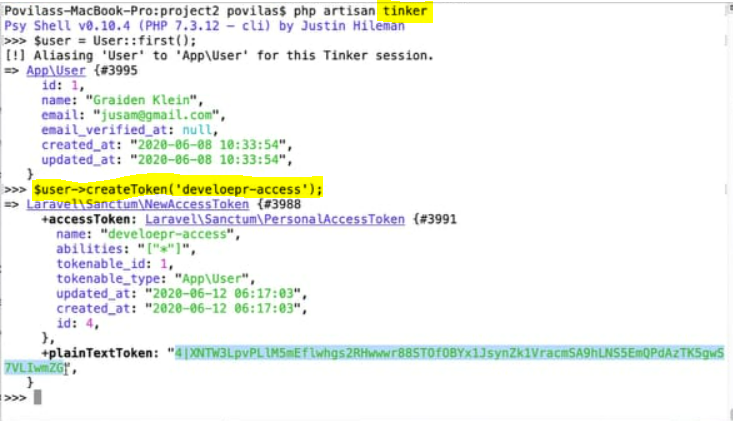 Povilass-MacBook-Pro:project2 povilas$ php artisan tinker
Psy Shell v0.10.4 (PHP 7.3.12 — cli) by Justin Hileman
>>> $user = User::first();
[!] Aliasing 'User' to 'App\User' for this Tinker session.
=> App\User {#3995
id: 1,
name: "Graiden Klein",
email: "jusam@gmail.com",
email_verified_at: null,
created_at: "2020-06-08 10:33:54",
updated_at: "2020-06-08 10:33:54",
}
>>> $user->createToken('develoepr-access');
=> Laravel\Sanctum\NewAccessToken {#3988
+accessToken: Laravel\Sanctum\PersonalAccessToken {#3991
name: "develoepr-access",
abilities: "["*"]",
tokenable_id: 1,
tokenable_type: "App\User",
updated_at: "2020-06-12 06:17:03",
created_at: "2020-06-12 06:17:03",
id: 4,
},
+plainTextToken: "4|XNTW3LpvPLlM5mEflwhgs2RHwwwr88STOfOBYx1JsynZk1VracmSA9hLNS5EmQPdAzTK5gwS
7VLIwmZG",
}
>>>